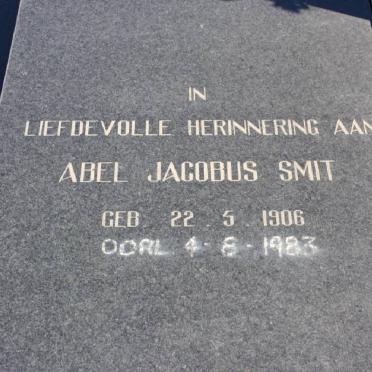 IN
LIEFDEVOLLE HERINNERING AAN
ABEL JACOBUS SMIT
GEB 22.5.1906
OORL 4-8-1983